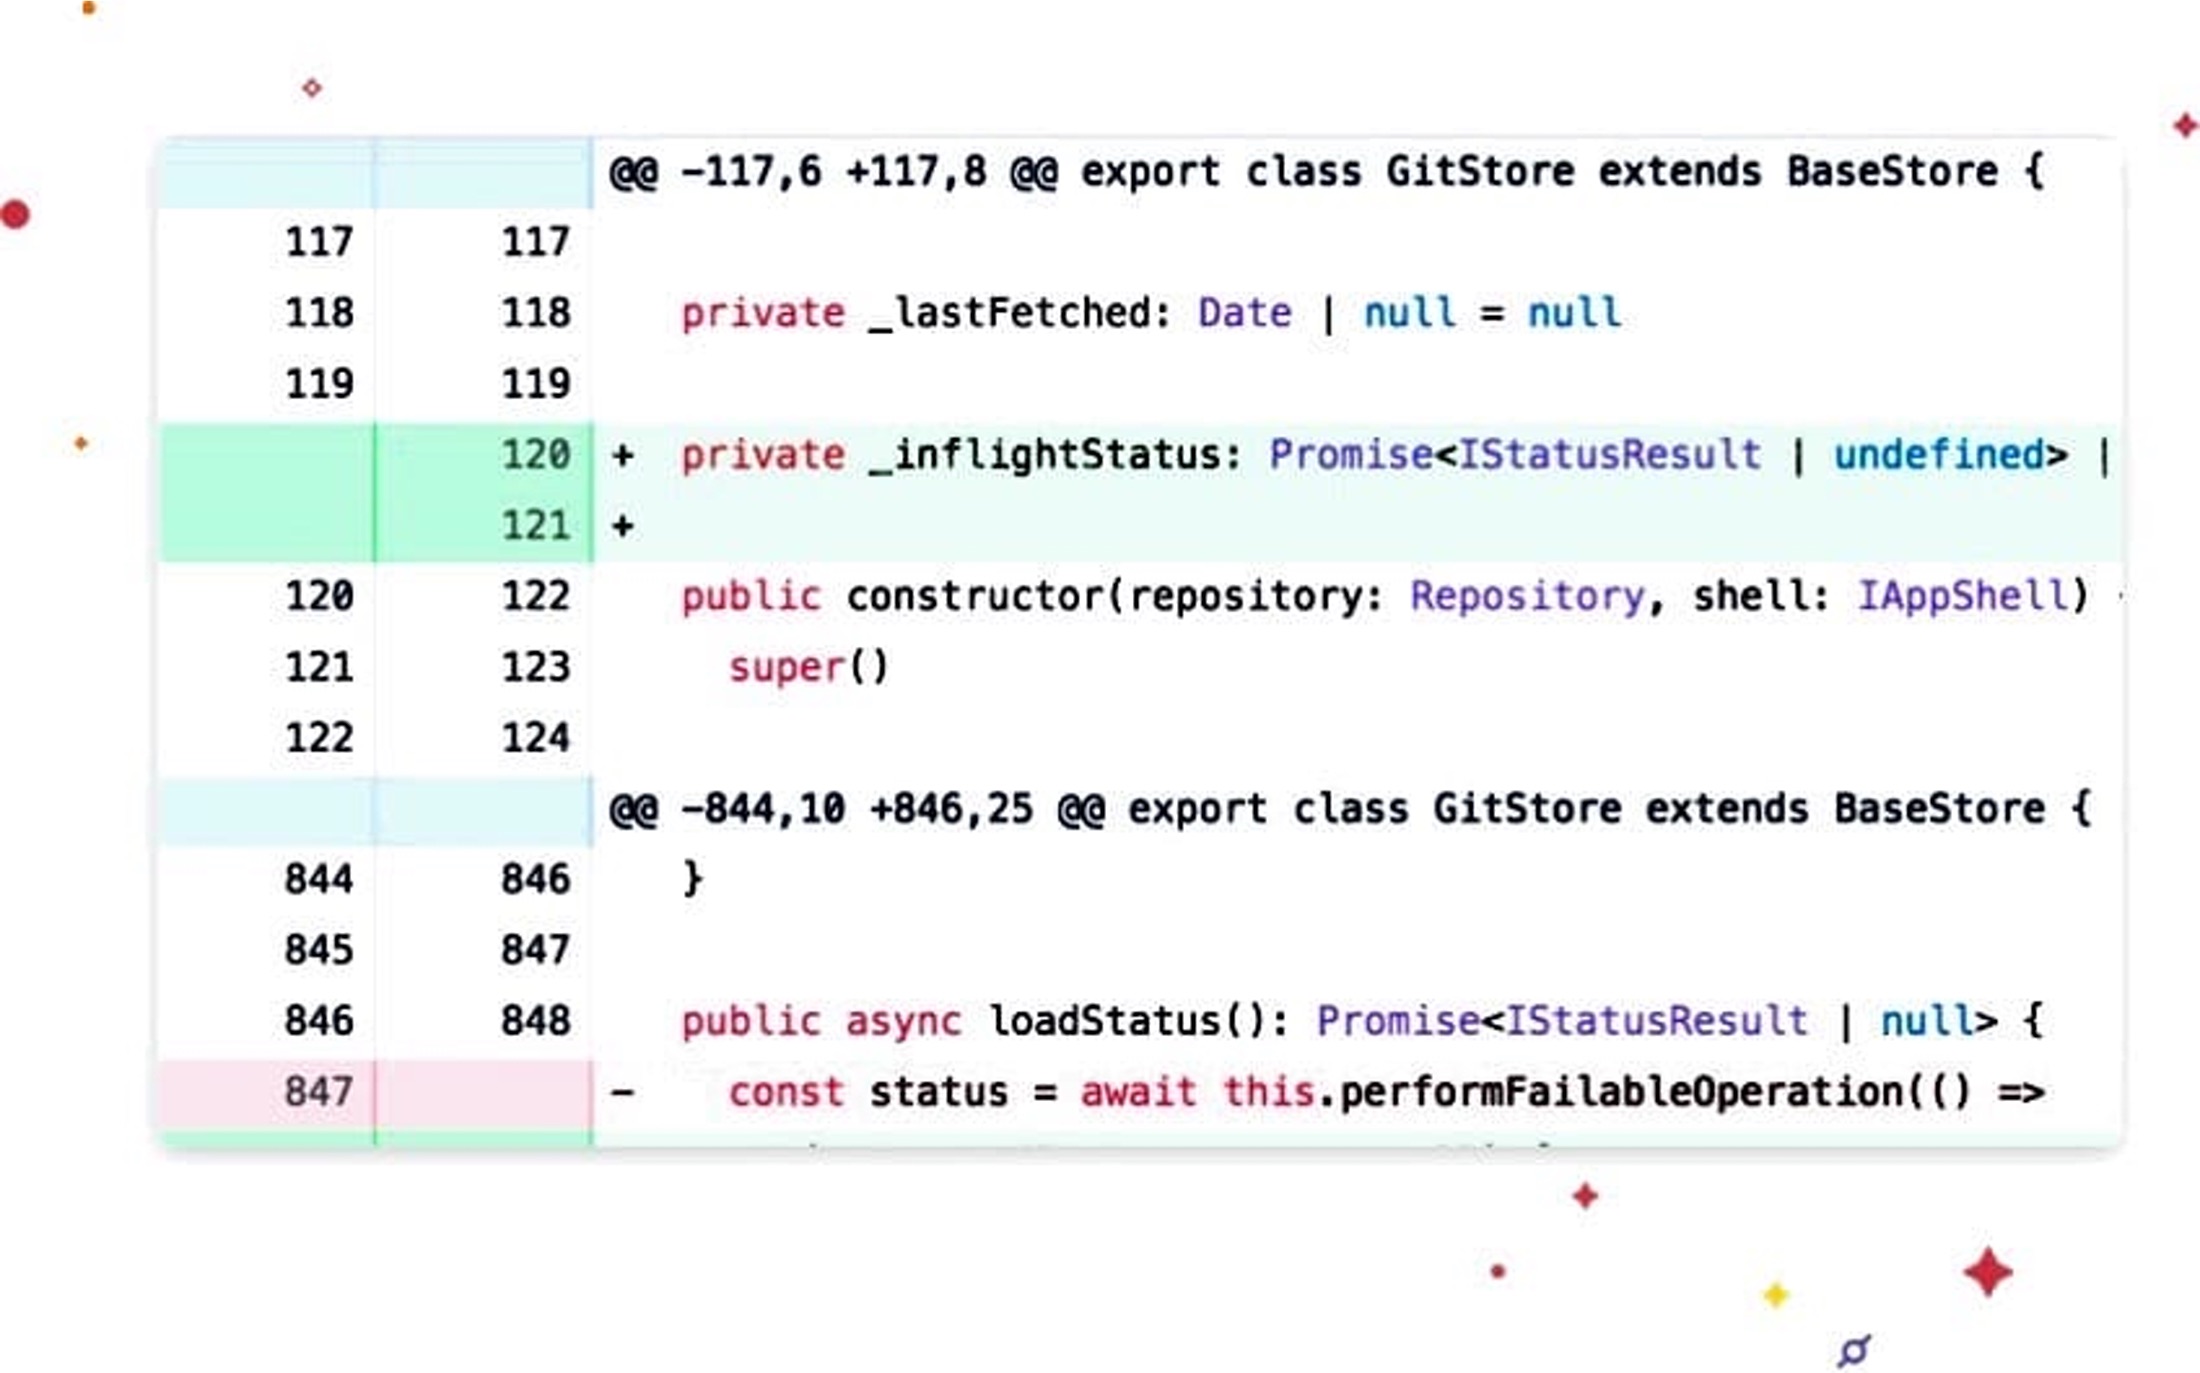 @@ -117,6 +117,8 @@ export class GitStore extends BaseStore {
117 117
118 118 private _lastFetched: Date | null = null
119 119
120 + private _inflightStatus: Promise<IStatusResult | undefined> |
121 +
120 122 public constructor(repository: Repository, shell: IAppShell)
121 123 super()
122 124
@@ -844,10 +846,25 @@ export class GitStore extends BaseStore {
844 846 }
845 847
846 848 public async loadStatus(): Promise<IStatusResult | null> {
847 - const status = await this.performFailableOperation(() =>